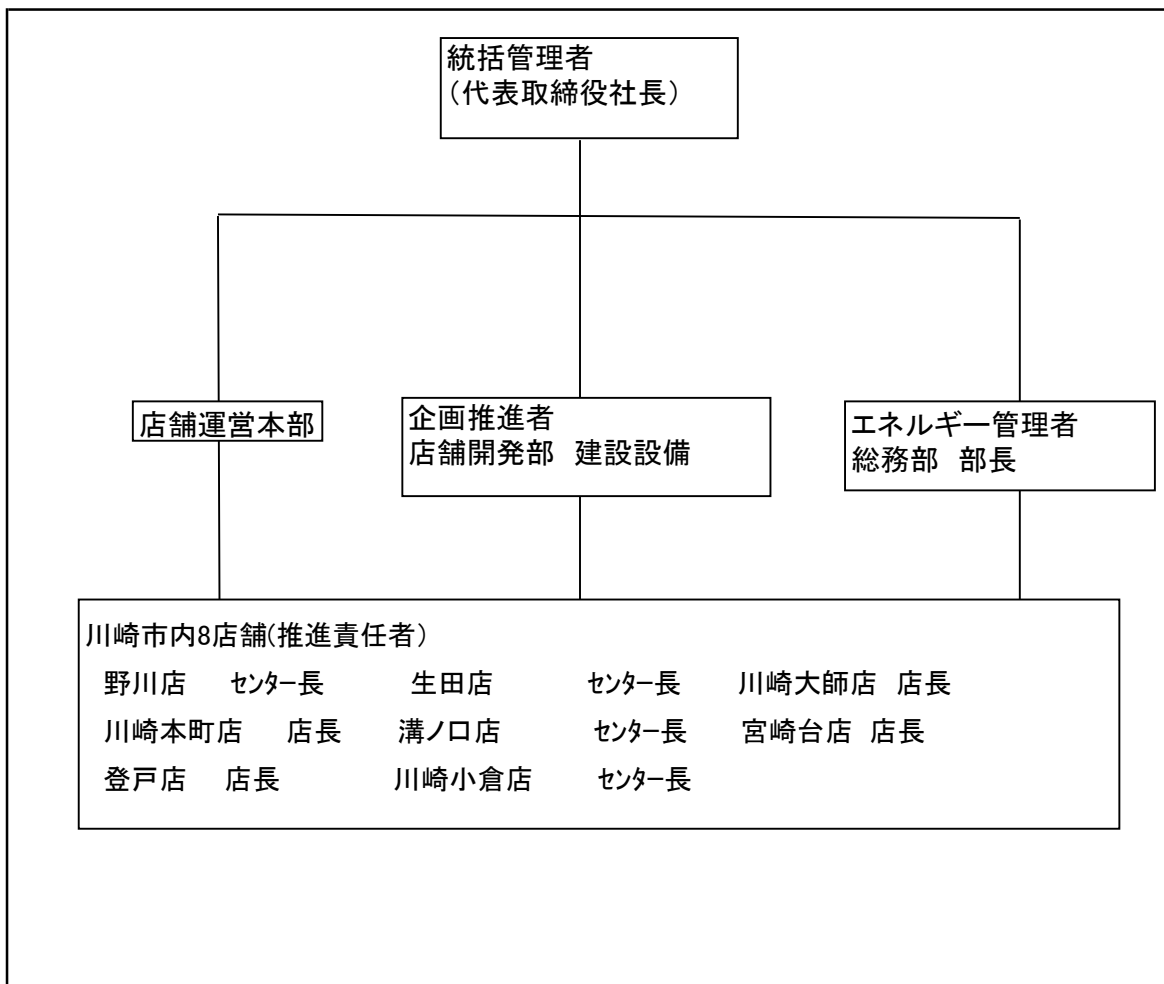 統括管理者
（代表取締役社長）
店舗運営本部
企画推進者
店舗開発部 建設設備
エネルギー管理者
総務部 部長
川崎市内8店舗(推進責任者）
野川店 ｾﾝﾀｰ長 生田店 ｾﾝﾀｰ長 川崎大師店 店長
川崎本町店 店長 溝ノ口店 ｾﾝﾀｰ長 宮崎台店 店長
登戸店 店長 川崎小倉店 ｾﾝﾀｰ長